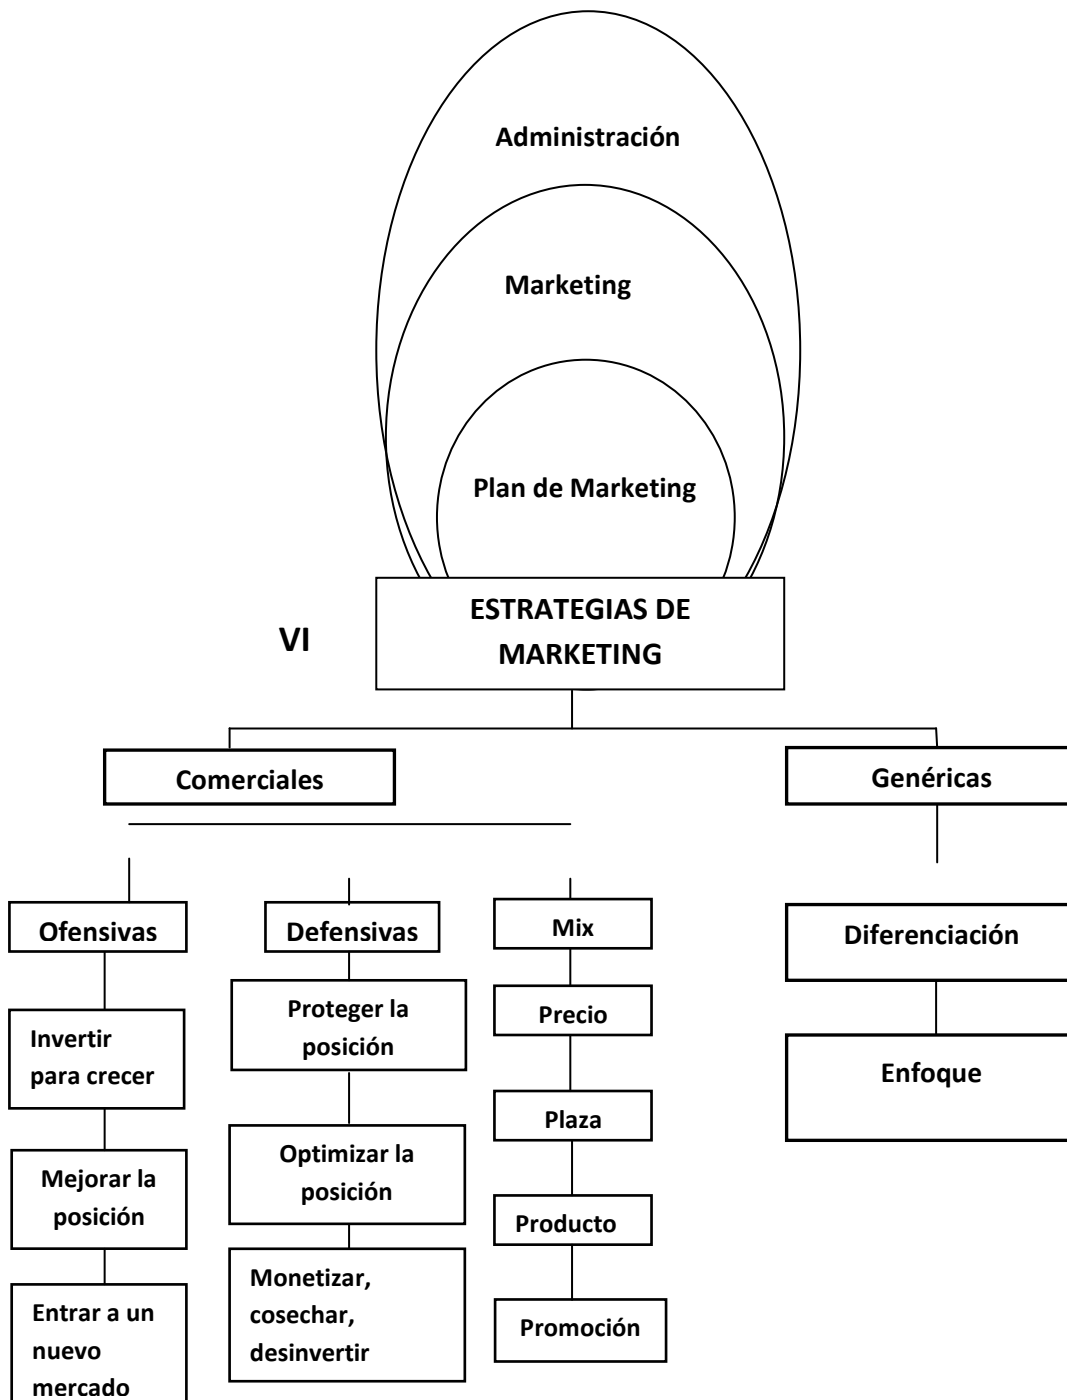 Administración
Marketing
Plan de Marketing
VI
ESTRATEGIAS DE
MARKETING
Comerciales
Genéricas
Ofensivas
Defensivas
Mix
Diferenciación
Invertir
para crecer
Proteger la
posición
Precio
Enfoque
Mejorar la
posición
Optimizar la
posición
Plaza
Producto
Entrar a un
nuevo
mercado
Monetizar,
cosechar,
desinvertir
Promoción